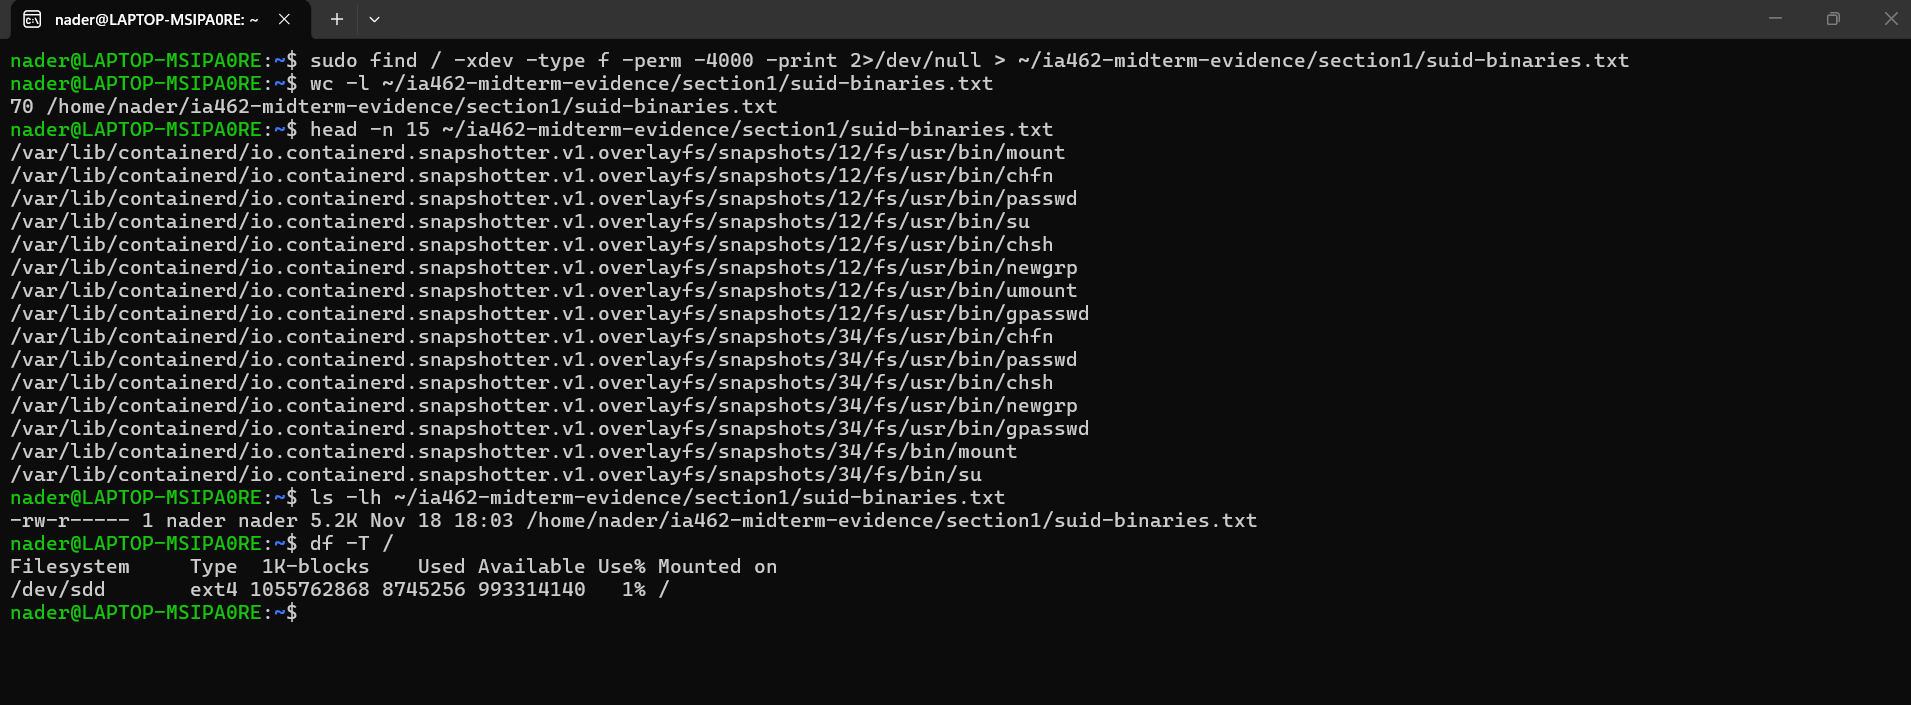 nader@LAPTOP-MSIPA0RE: ~
nader@LAPTOP-MSIPA0RE:~$ sudo find / -xdev -type f -perm -4000 -print 2>/dev/null > ~/ia462-midterm-evidence/section1/suid-binaries.txt
nader@LAPTOP-MSIPA0RE:~$ wc -l ~/ia462-midterm-evidence/section1/suid-binaries.txt
70 /home/nader/ia462-midterm-evidence/section1/suid-binaries.txt
nader@LAPTOP-MSIPA0RE:~$ head -n 15 ~/ia462-midterm-evidence/section1/suid-binaries.txt
/var/lib/containerd/io.containerd.snapshotter.v1.overlayfs/snapshots/12/fs/usr/bin/mount
/var/lib/containerd/io.containerd.snapshotter.v1.overlayfs/snapshots/12/fs/usr/bin/chfn
/var/lib/containerd/io.containerd.snapshotter.v1.overlayfs/snapshots/12/fs/usr/bin/passwd
/var/lib/containerd/io.containerd.snapshotter.v1.overlayfs/snapshots/12/fs/usr/bin/su
/var/lib/containerd/io.containerd.snapshotter.v1.overlayfs/snapshots/12/fs/usr/bin/chsh
/var/lib/containerd/io.containerd.snapshotter.v1.overlayfs/snapshots/12/fs/usr/bin/newgrp
/var/lib/containerd/io.containerd.snapshotter.v1.overlayfs/snapshots/12/fs/usr/bin/umount
/var/lib/containerd/io.containerd.snapshotter.v1.overlayfs/snapshots/12/fs/usr/bin/gpasswd
/var/lib/containerd/io.containerd.snapshotter.v1.overlayfs/snapshots/34/fs/usr/bin/chfn
/var/lib/containerd/io.containerd.snapshotter.v1.overlayfs/snapshots/34/fs/usr/bin/passwd
/var/lib/containerd/io.containerd.snapshotter.v1.overlayfs/snapshots/34/fs/usr/bin/chsh
/var/lib/containerd/io.containerd.snapshotter.v1.overlayfs/snapshots/34/fs/usr/bin/newgrp
/var/lib/containerd/io.containerd.snapshotter.v1.overlayfs/snapshots/34/fs/usr/bin/gpasswd
/var/lib/containerd/io.containerd.snapshotter.v1.overlayfs/snapshots/34/fs/bin/mount
/var/lib/containerd/io.containerd.snapshotter.v1.overlayfs/snapshots/34/fs/bin/su
nader@LAPTOP-MSIPA0RE:~$ ls -lh ~/ia462-midterm-evidence/section1/suid-binaries.txt
-rw-r----- 1 nader nader 5.2K Nov 18 18:03 /home/nader/ia462-midterm-evidence/section1/suid-binaries.txt
nader@LAPTOP-MSIPA0RE:~$ df -T /
Filesystem     Type  1K-blocks    Used Available Use% Mounted on
/dev/sdd       ext4 1055762868 8745256 993314140   1% /
nader@LAPTOP-MSIPA0RE:~$